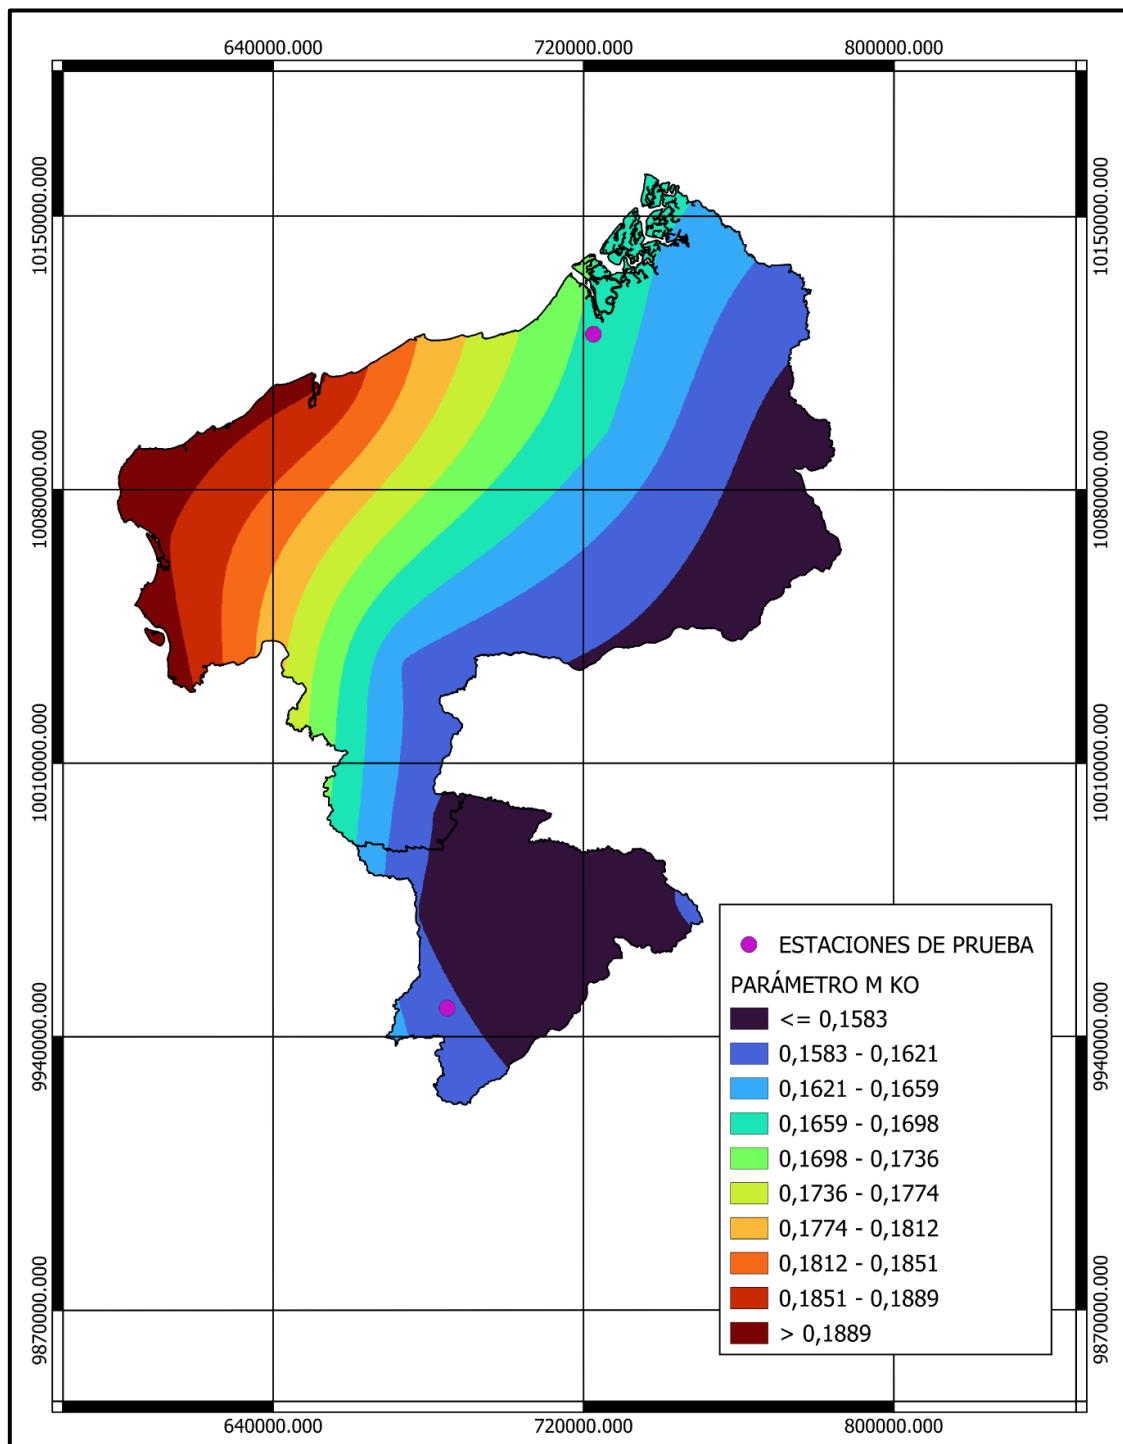 640000.000 720000.000 800000.000
10150000.000 10150000.000
10080000.000 10080000.000
10010000.000 10010000.000
9940000.000 9940000.000
9870000.000 9870000.000
ESTACIONES DE PRUEBA
PARÁMETRO M KO
<= 0,1583
0,1583 - 0,1621
0,1621 - 0,1659
0,1659 - 0,1698
0,1698 - 0,1736
0,1736 - 0,1774
0,1774 - 0,1812
0,1812 - 0,1851
0,1851 - 0,1889
> 0,1889
640000.000 720000.000 800000.000